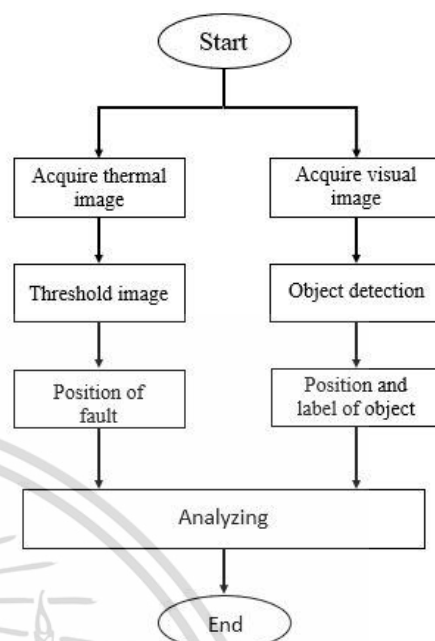 Start
Acquire thermal
image
Acquire visual
image
Threshold image
Object detection
Position of
fault
Position and
label of object
Analyzing
End